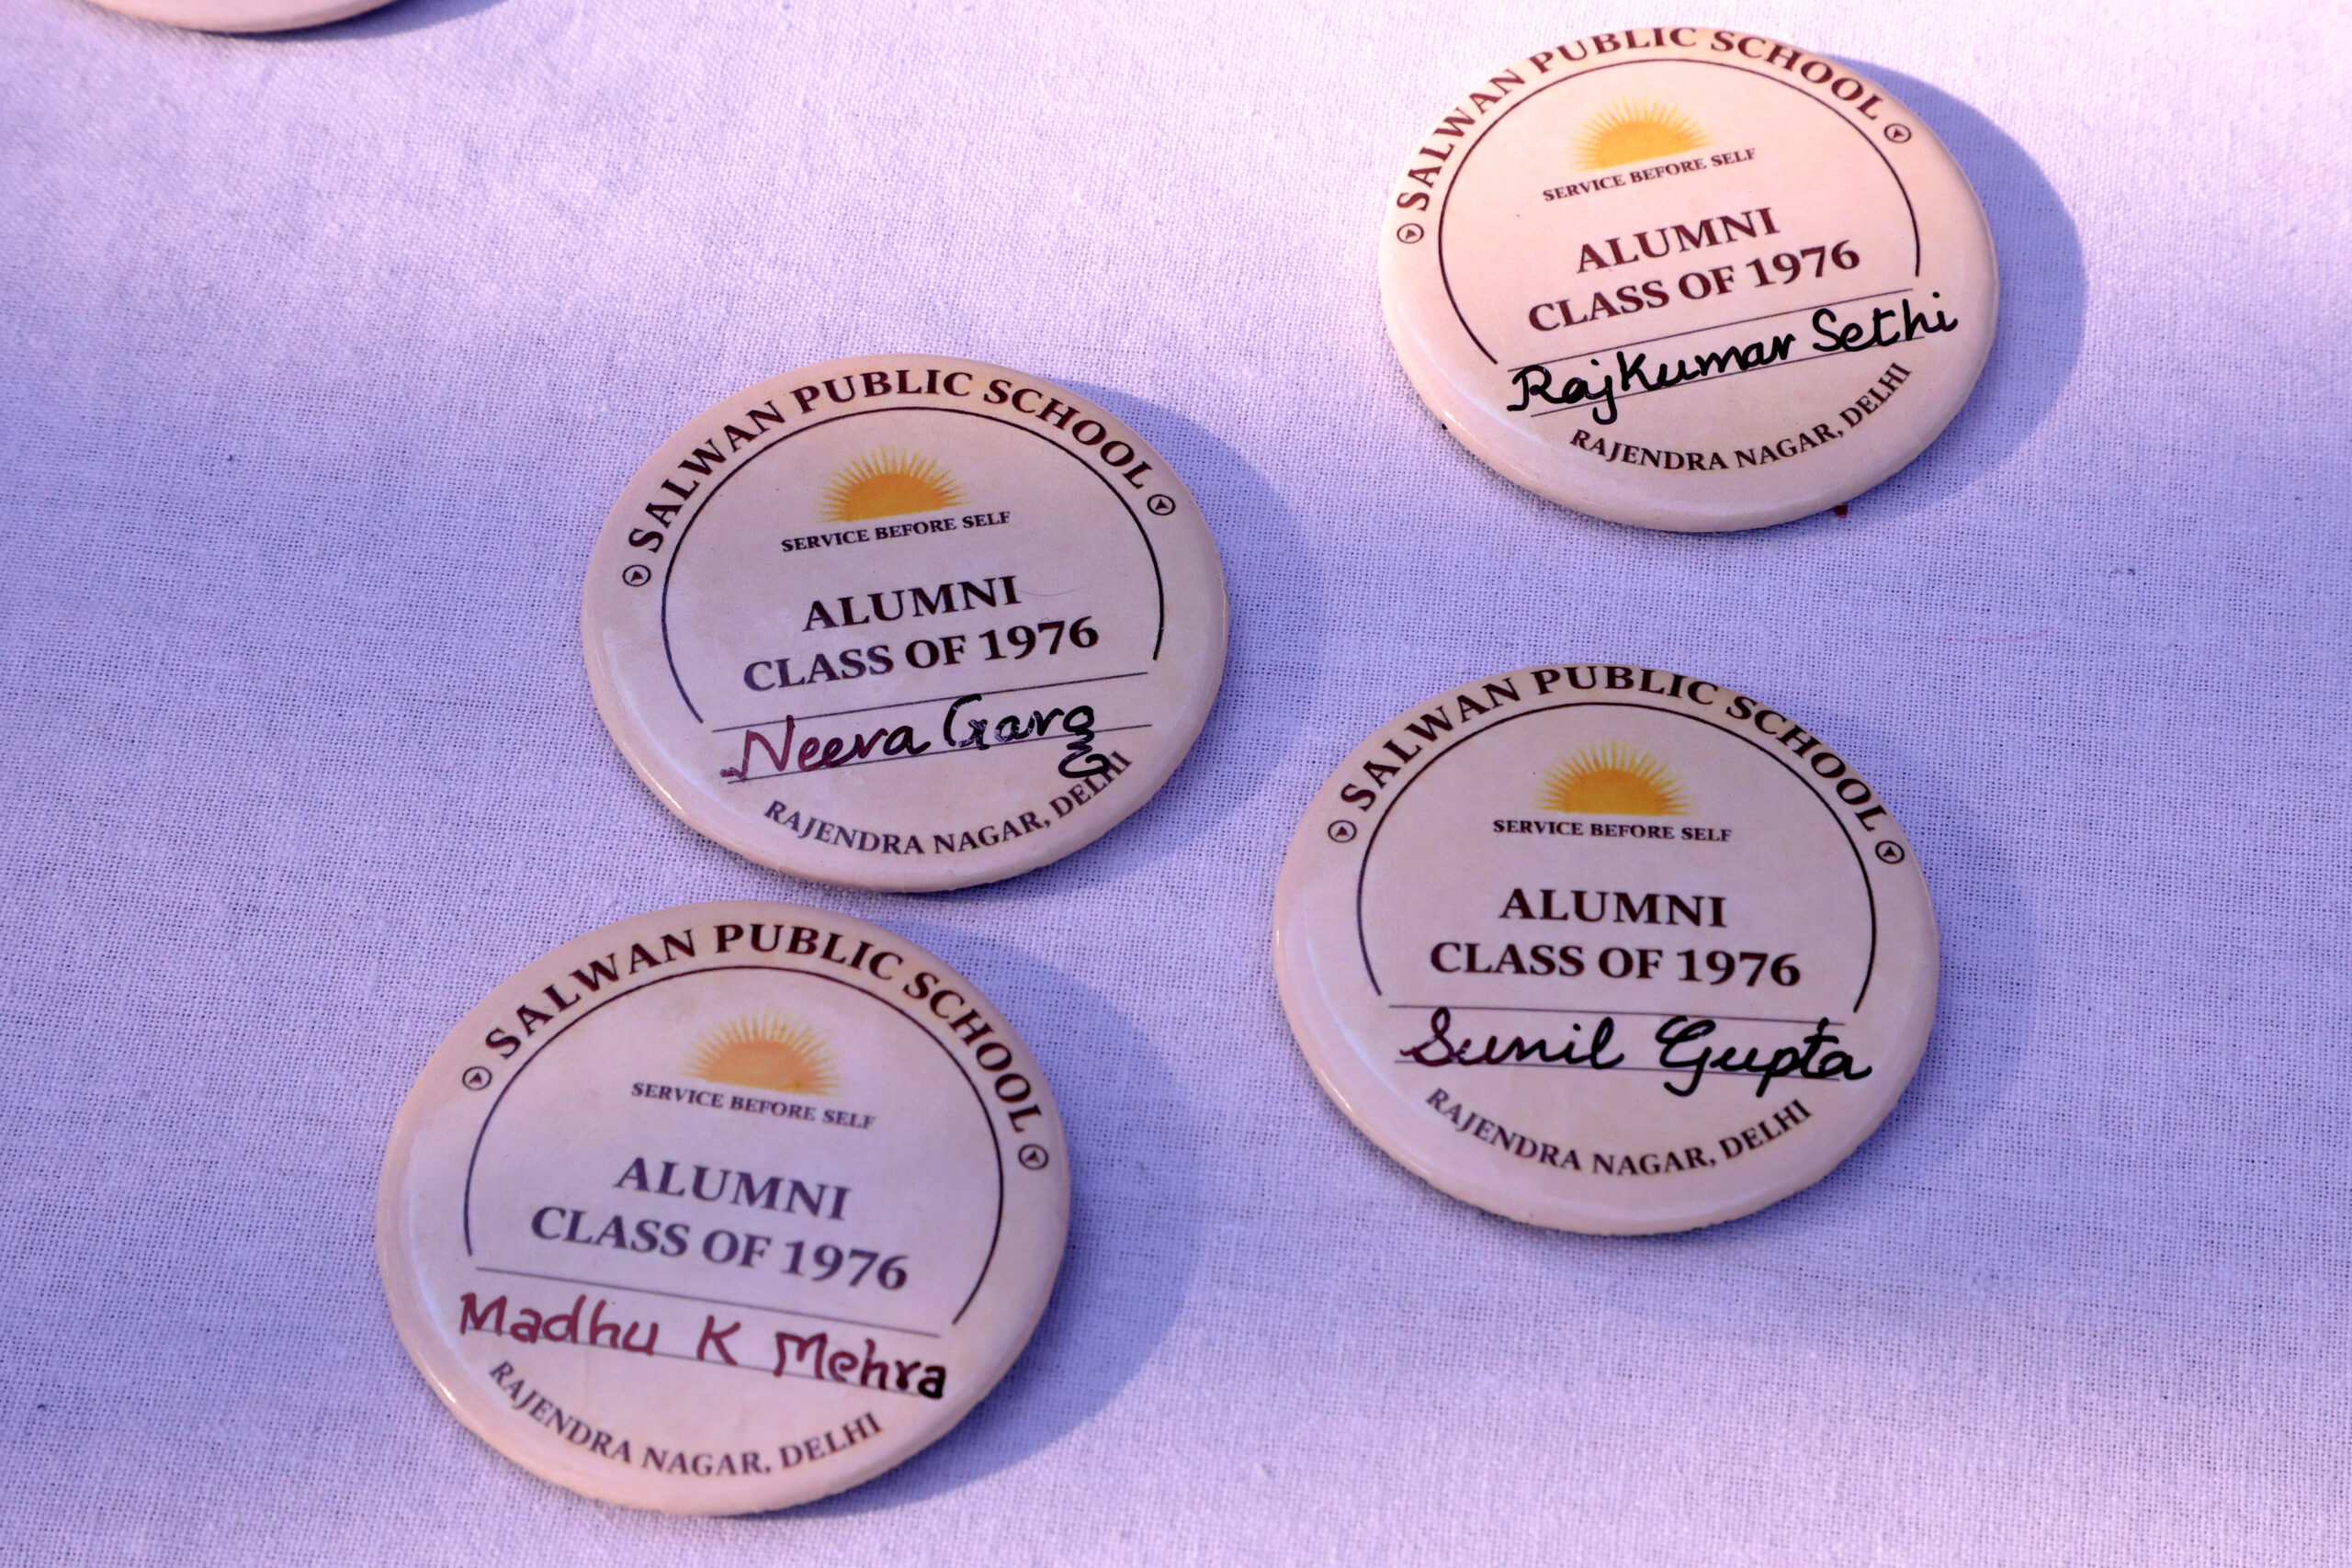 SALWAN PUBLIC SCHOOL
SERVICE BEFORE SELF
ALUMNI
CLASS OF 1976
RajKumar Sethi
RAJENDRA NAGAR, DELHI
SALWAN PUBLIC SCHOOL
SERVICE BEFORE SELF
ALUMNI
CLASS OF 1976
Neera Garg
RAJENDRA NAGAR, DELHI
SALWAN PUBLIC SCHOOL
SERVICE BEFORE SELF
ALUMNI
CLASS OF 1976
Sunil Gupta
RAJENDRA NAGAR, DELHI
SALWAN PUBLIC SCHOOL
SERVICE BEFORE SELF
ALUMNI
CLASS OF 1976
Madhu K Mehra
RAJENDRA NAGAR, DELHI